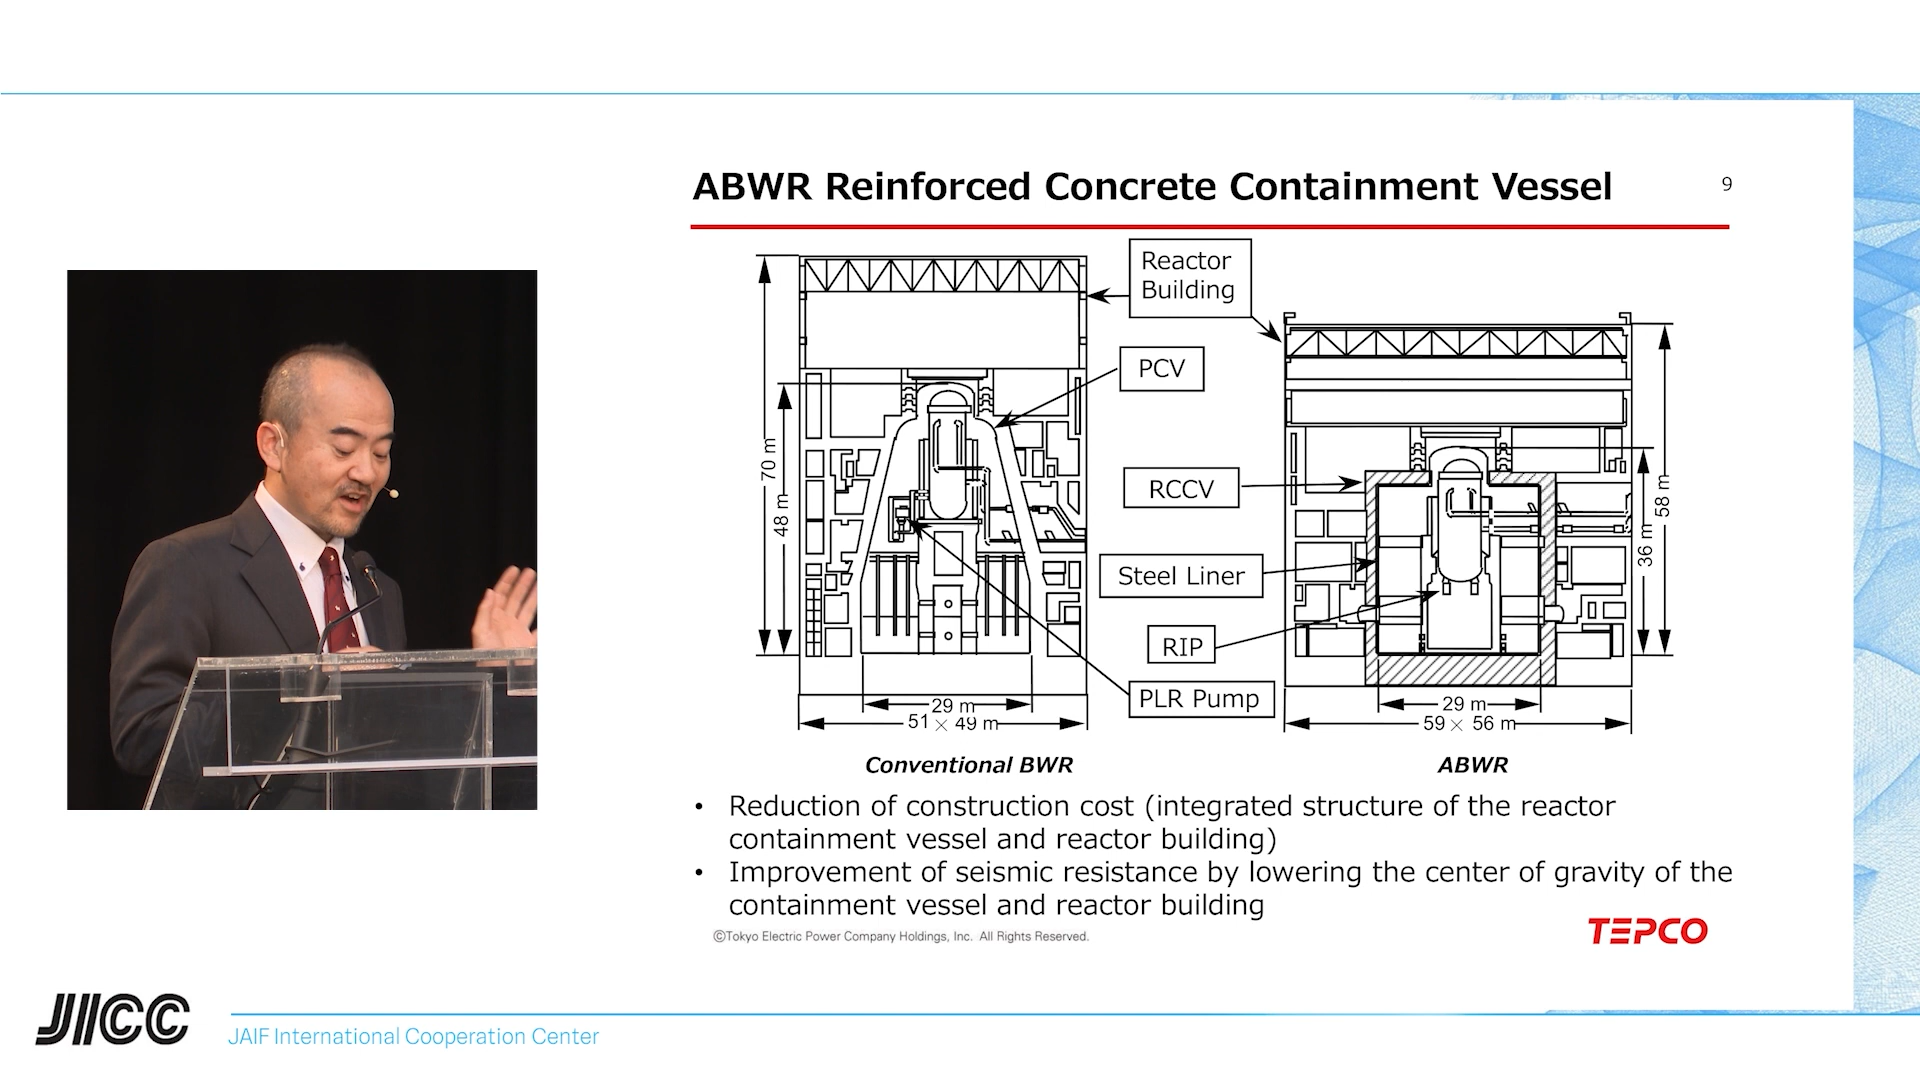 ABWR Reinforced Concrete Containment Vessel
9
Reactor
Building
PCV
RCCV
Steel Liner
RIP
PLR Pump
70 m
48 m
29 m
51 × 49 m
58 m
36 m
29 m
59 × 56 m
Conventional BWR
ABWR
• Reduction of construction cost (integrated structure of the reactor
containment vessel and reactor building)
• Improvement of seismic resistance by lowering the center of gravity of the
containment vessel and reactor building
©Tokyo Electric Power Company Holdings, Inc. All Rights Reserved.
TEPCO
JICC
JAIF International Cooperation Center